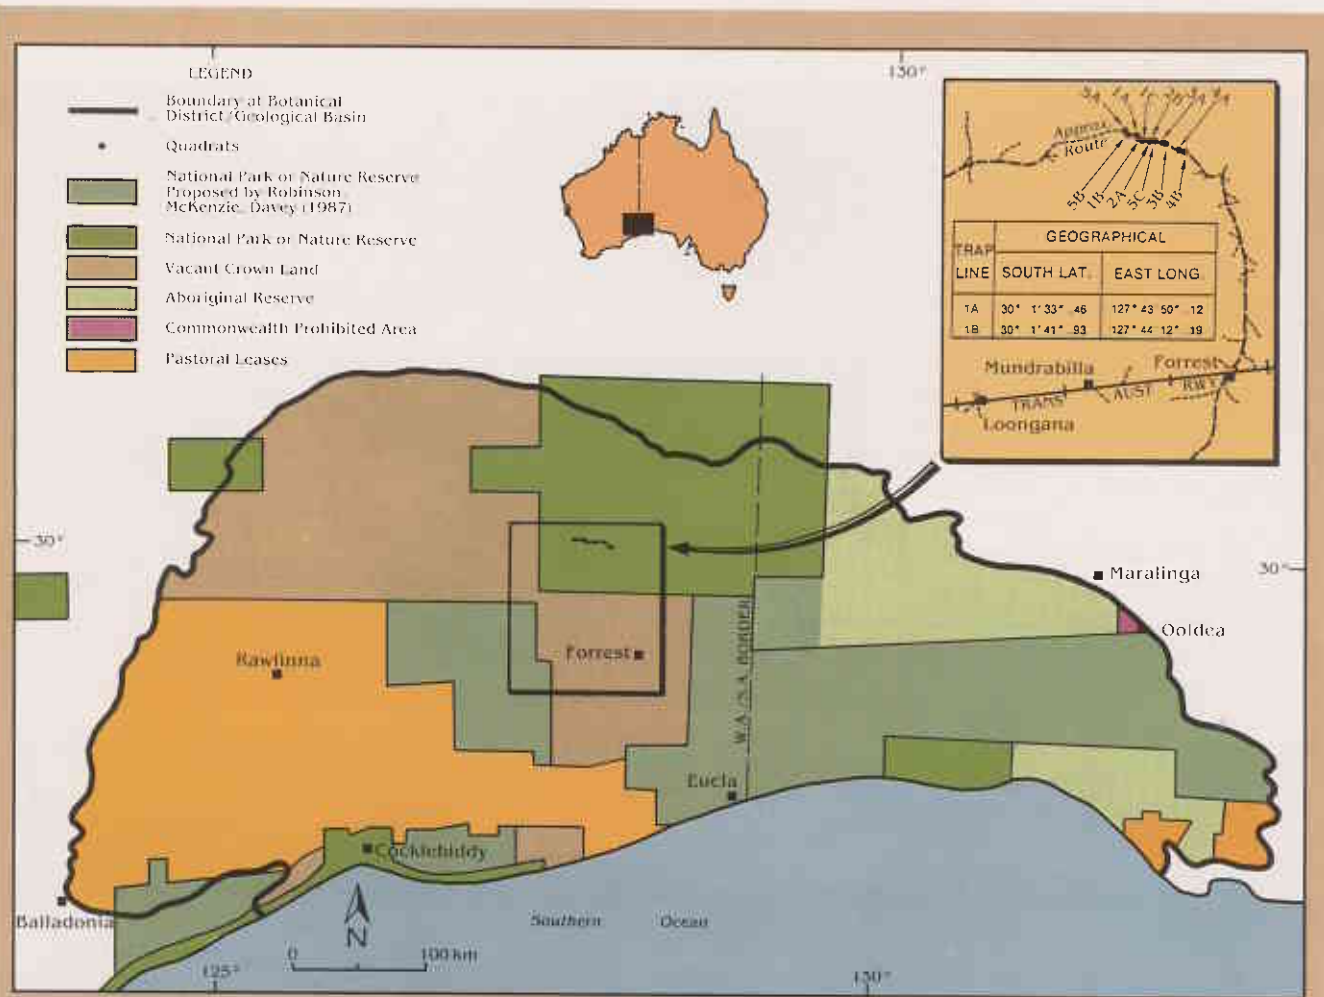 LEGEND
Boundary at Botanical
District/Geological Basin
Quadrats
National Park or Nature Reserve
Proposed by Robinson
McKenzie, Davey (1987)
National Park or Nature Reserve
Vacant Crown Land
Aboriginal Reserve
Commonwealth Prohibited Area
Pastoral Leases
130°
Approx.
Route
5B
1B
2A
5C
3B
4B
TRAP
LINE
GEOGRAPHICAL
SOUTH LAT.
EAST LONG.
1A 30° 1' 33" .46 127° 43' 50" .12
1B 30° 1' 41" .93 127° 44' 12" .19
Mundrabilla
Forrest
TRANS
AUST
RWY
Loongana
30°
30°
Maralinga
Ooldea
Rawlinna
Forrest
W.A./S.A. BORDER
Eucla
Cocklebiddy
Balladonia
N
Southern Ocean
0 100 km
125°
130°